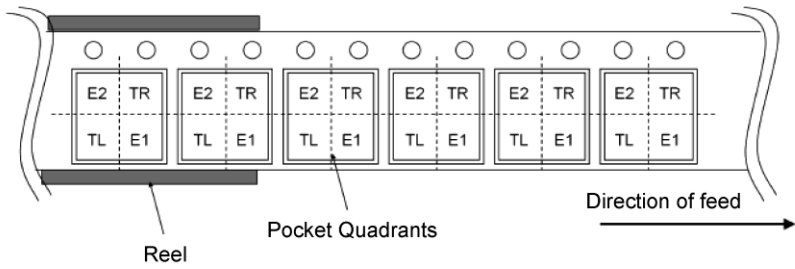 E2 TR E2 TR E2 TR E2 TR E2 TR E2 TR
TL E1 TL E1 TL E1 TL E1 TL E1 TL E1
Direction of feed
Pocket Quadrants
Reel